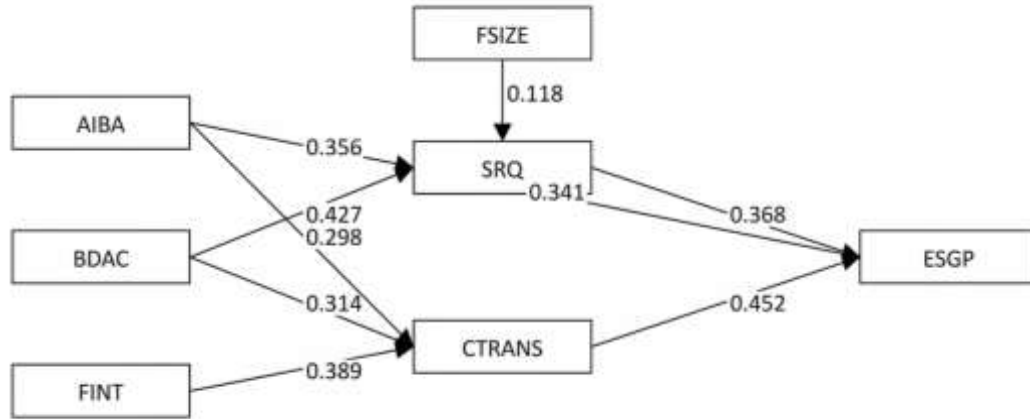 FSIZE
0.118
AIBA
0.356
SRQ
0.341
0.427
0.368
0.298
BDAC
ESGP
0.314
0.452
CTRANS
0.389
FINT